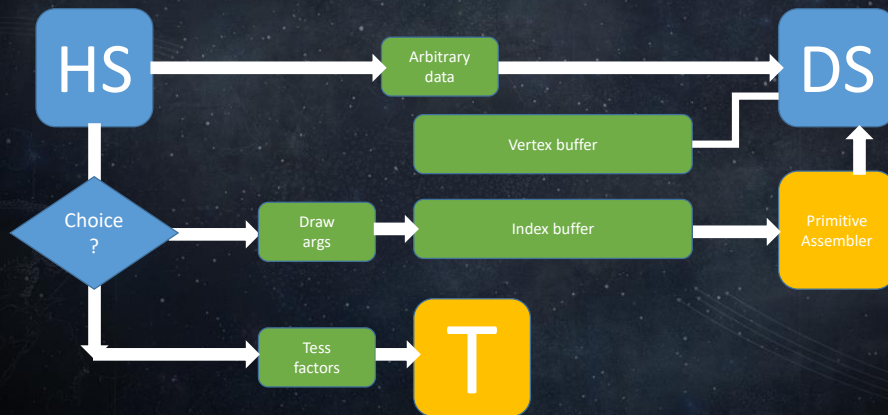 HS
Arbitrary
data
DS
Vertex buffer
Choice
?
Draw
args
Index buffer
Primitive
Assembler
Tess
factors
T